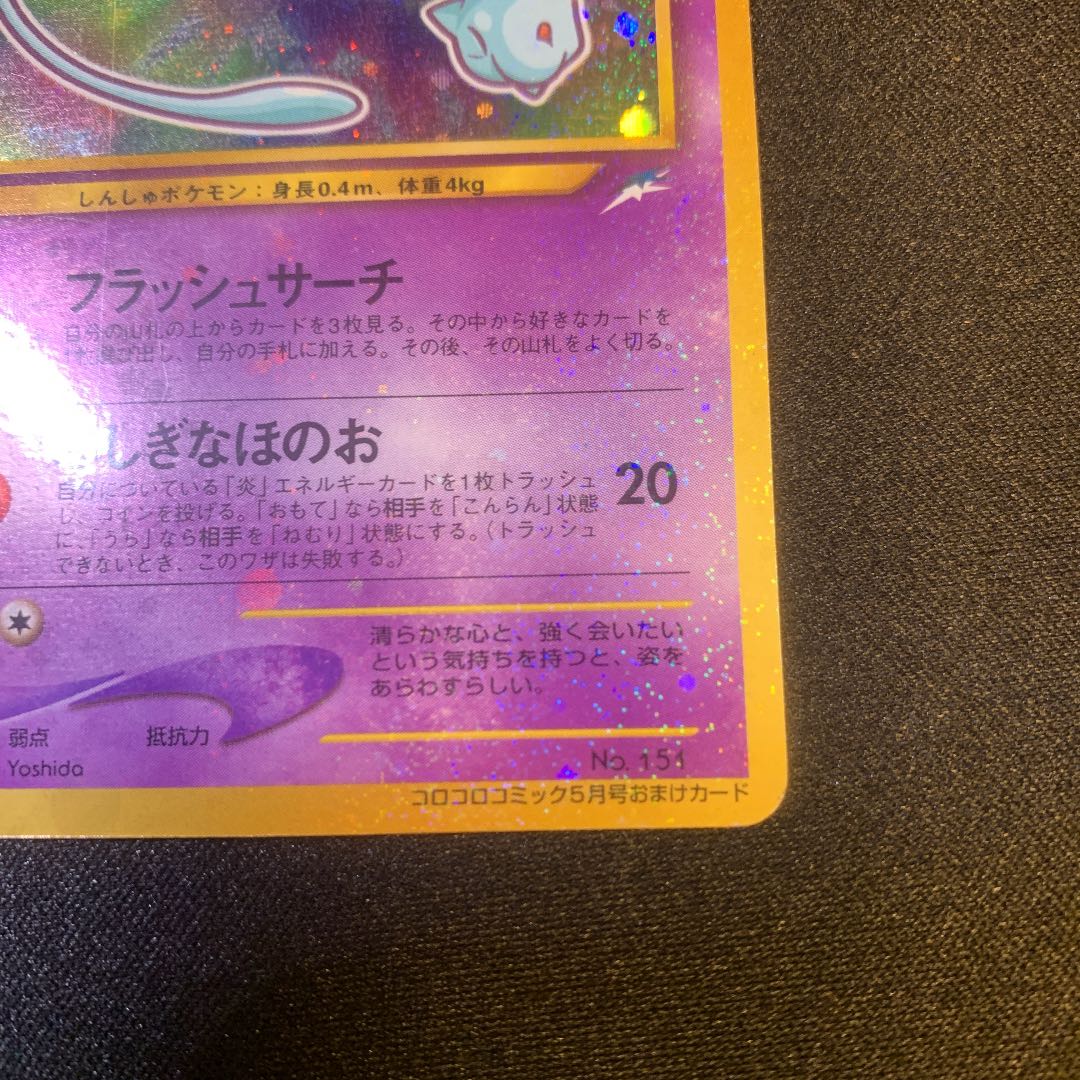 しんしゅポケモン：身長0.4m、体重4kg
フラッシュサーチ
自分の山札の上からカードを3枚見る。その中から好きなカードを
選び出し、自分の手札に加える。その後、その山札をよく切る。
しぎなほのお
20
自分についている「炎」エネルギーカードを1枚トラッシュ
し、コインを投げる。「おもて」なら相手を「こんらん」状態
に、「うら」なら相手を「ねむり」状態にする。（トラッシュ
できないとき、このワザは失敗する。）
清らかな心と、強く会いたい
という気持ちを持つと、姿を
あらわすらしい。
弱点
抵抗力
Yoshida
No. 151
コロコロコミック5月号おまけカード